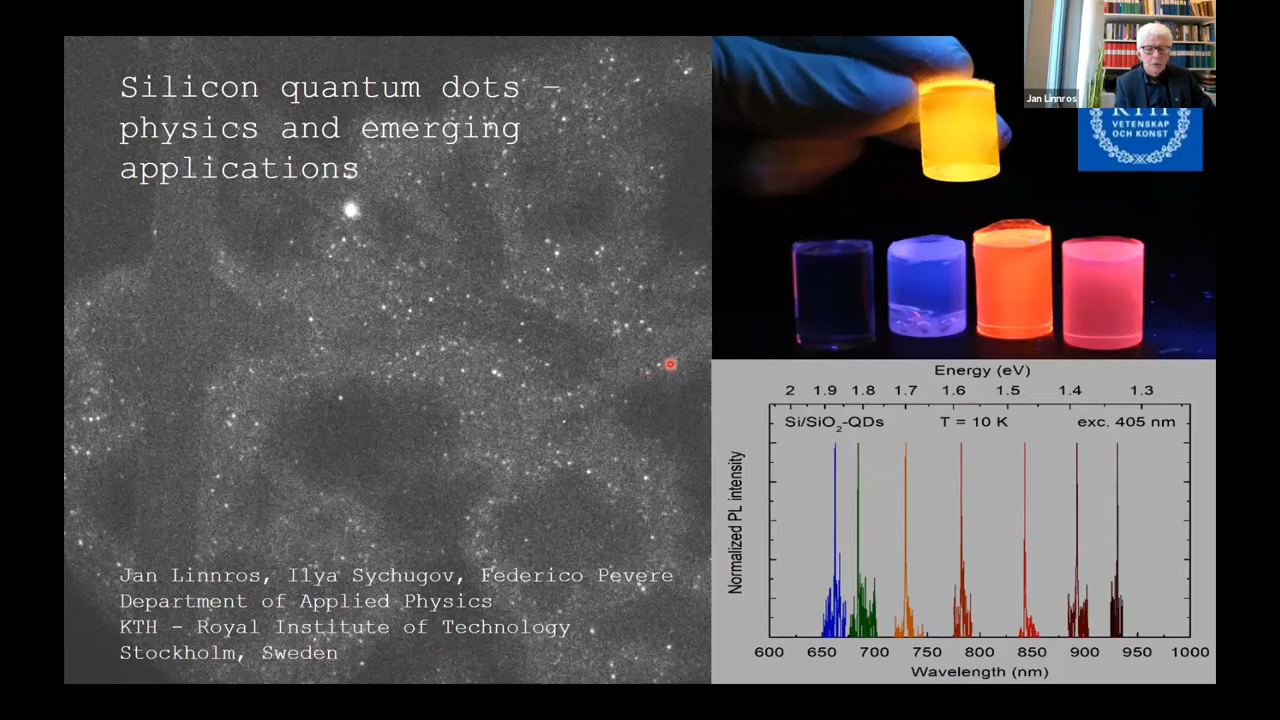 Silicon quantum dots –
physics and emerging
applications
Jan Linnros, Ilya Sychugov, Federico Pevere
Department of Applied Physics
KTH – Royal Institute of Technology
Stockholm, Sweden
Jan Linnros
KTH
VETENSKAP
OCH KONST
Energy (eV)
2 1.9 1.8 1.7 1.6 1.5 1.4 1.3
Si/SiO2-QDs T = 10 K exc. 405 nm
Normalized PL intensity
600 650 700 750 800 850 900 950 1000
Wavelength (nm)